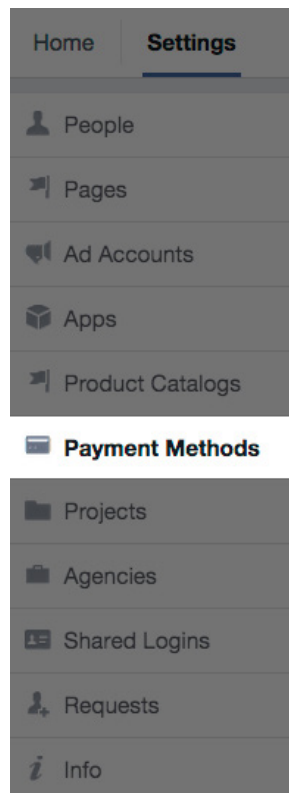 Home Settings
People
Pages
Ad Accounts
Apps
Product Catalogs
Payment Methods
Projects
Agencies
Shared Logins
Requests
Info